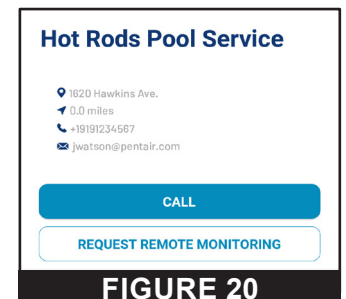 Hot Rods Pool Service
1620 Hawkins Ave.
0.0 miles
+19191234567
jwatson@pentair.com
CALL
REQUEST REMOTE MONITORING
FIGURE 20